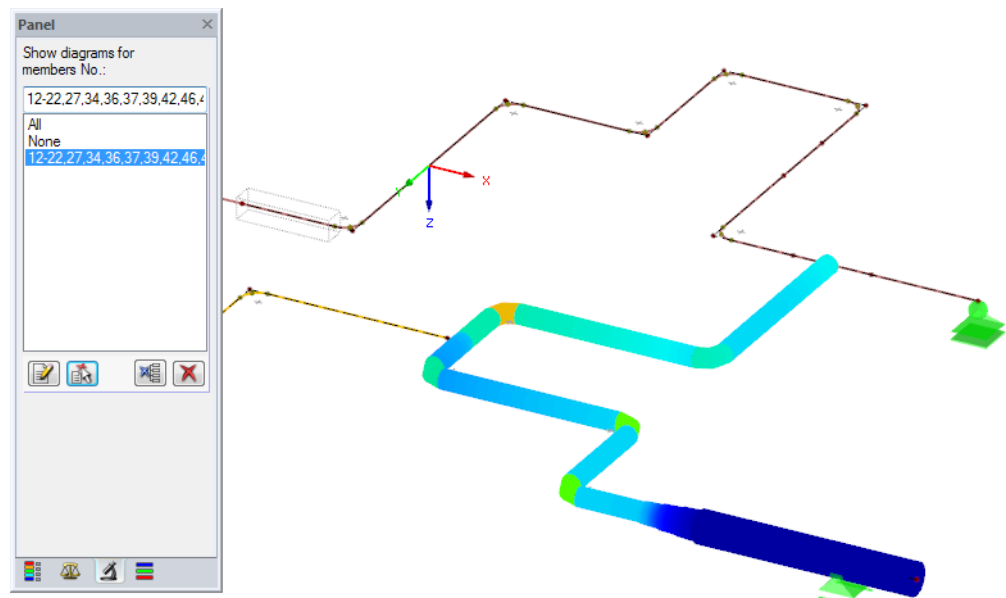 Panel
Show diagrams for
members No.:
12-22,27,34,36,37,39,42,46,4
All
None
12-22,27,34,36,37,39,42,46,4
X
Y
Z